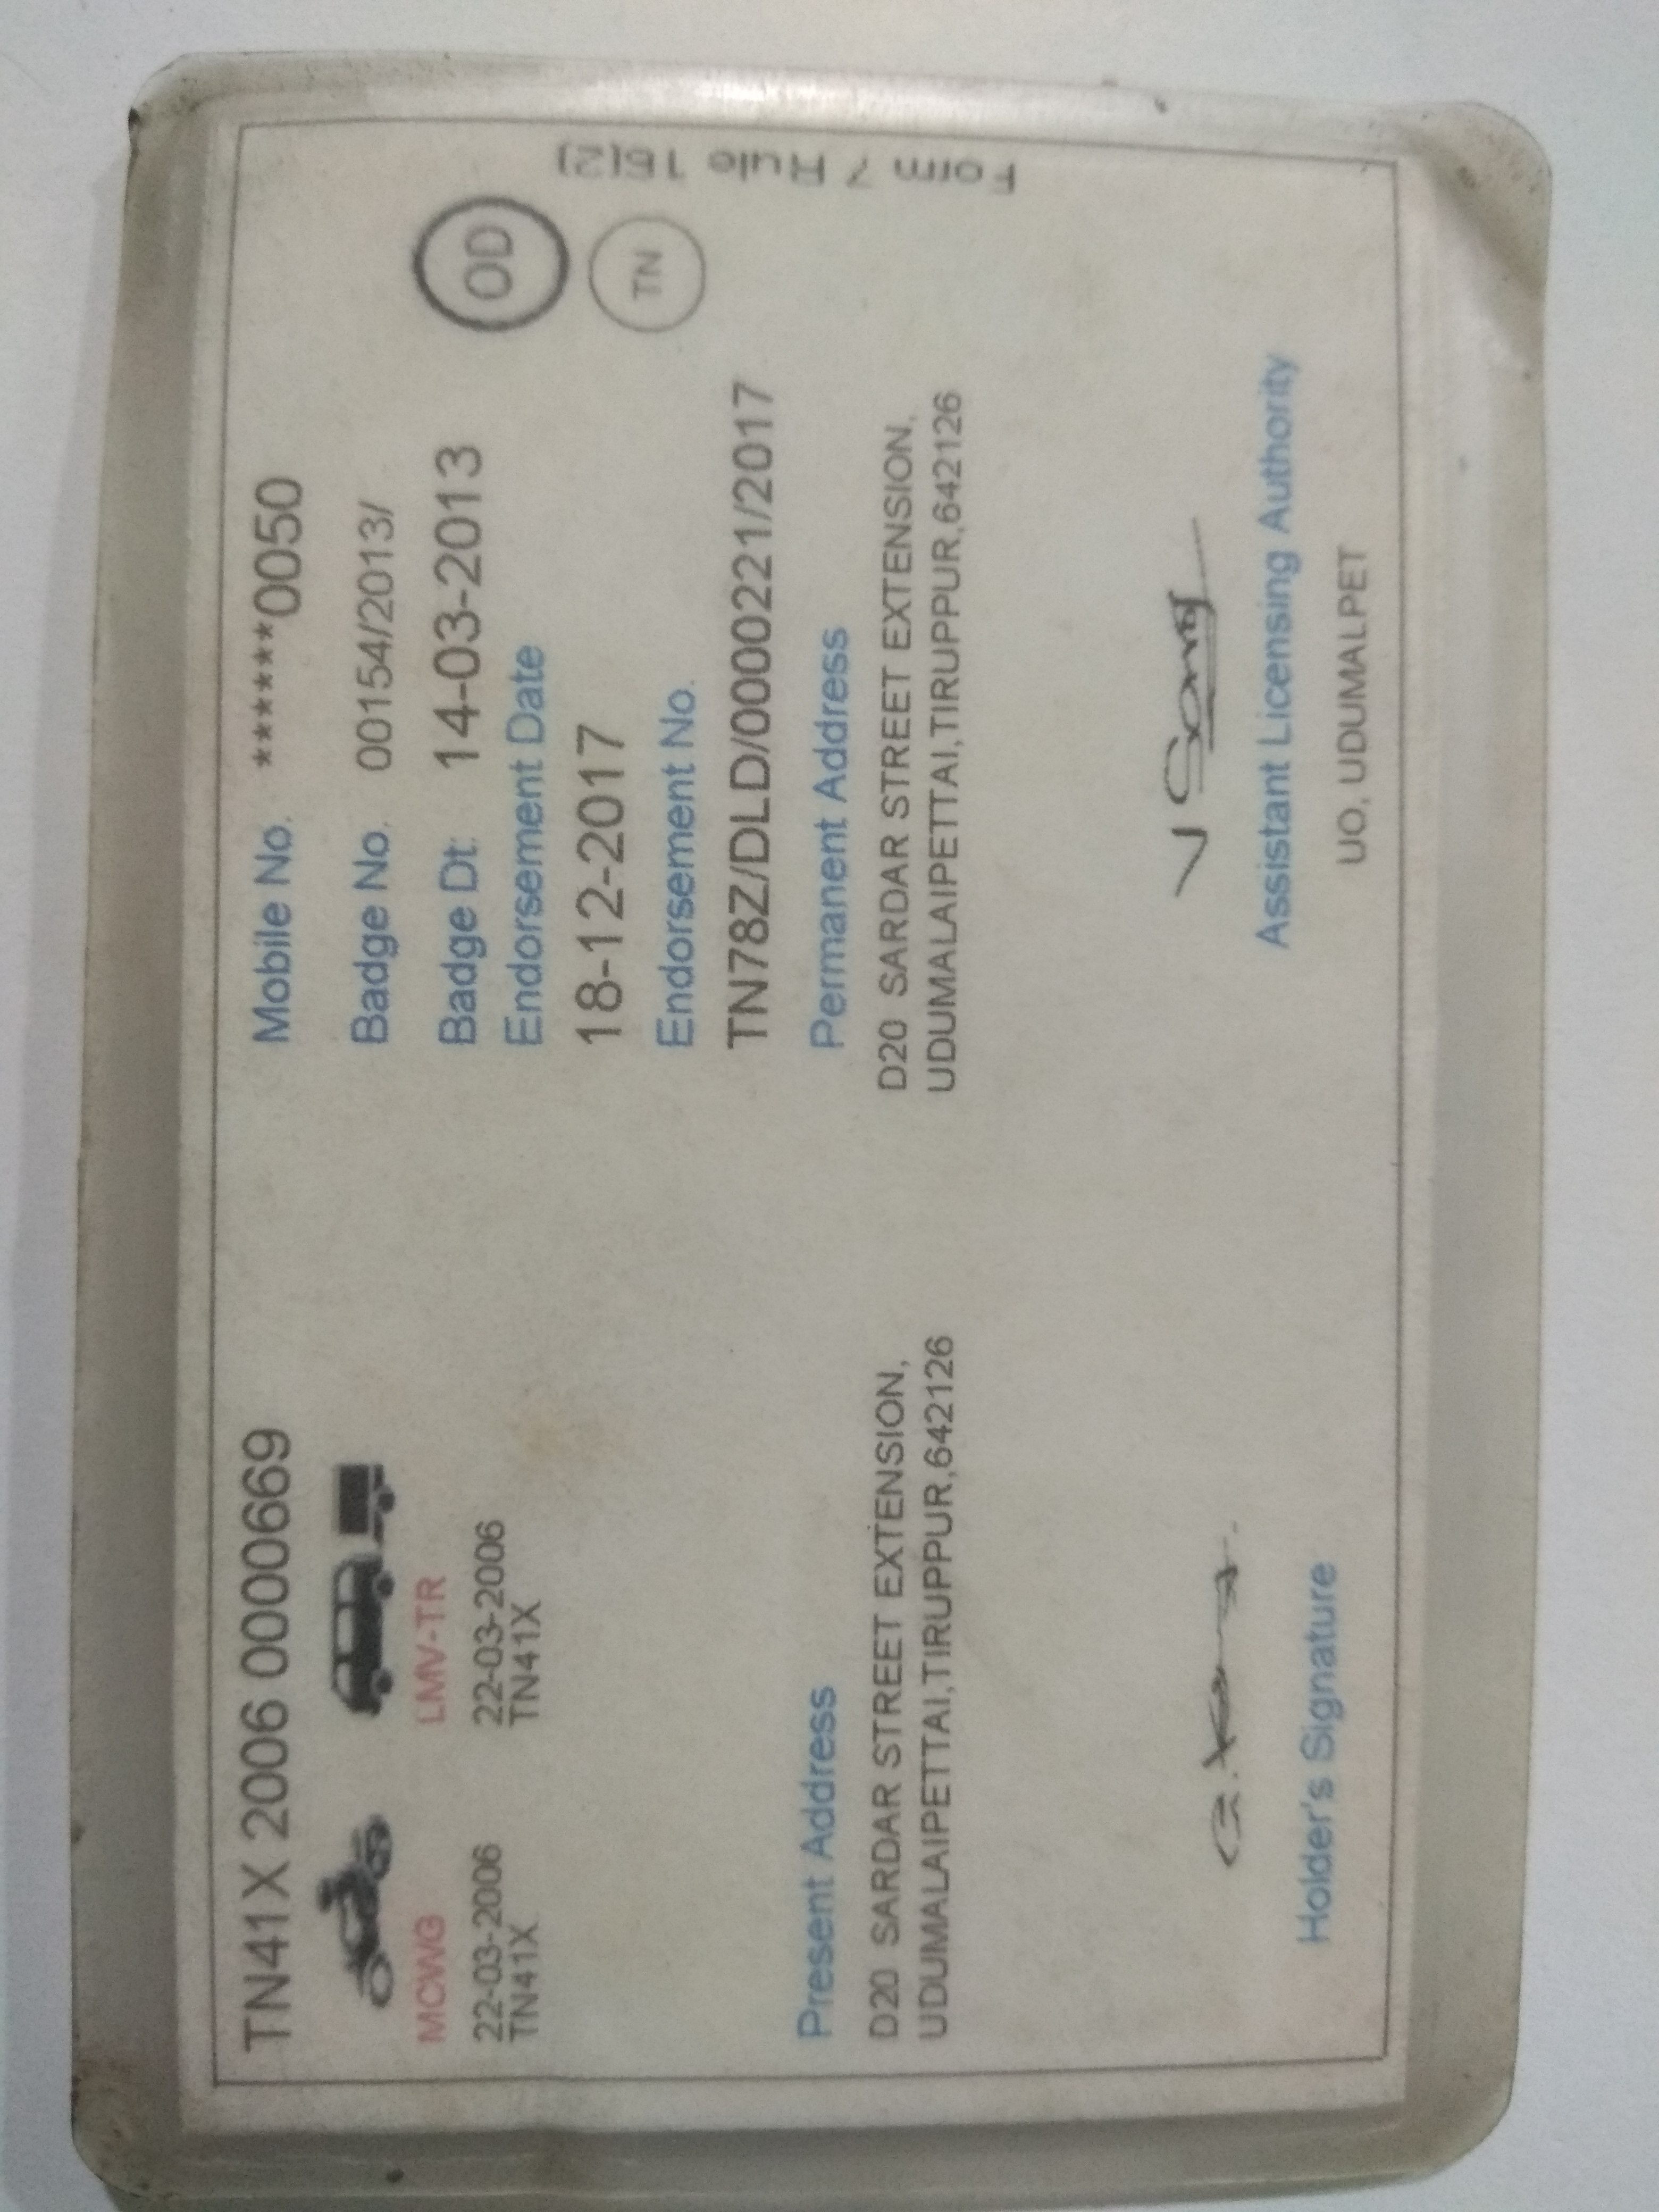 TN41X 2006 0000669
MCWG
22-03-2006
TN41X
LMV-TR
22-03-2006
TN41X
Present Address
D20 SARDAR STREET EXTENSION,
UDUMALAIPETTAI,TIRUPPUR,642126
Holder's Signature
Mobile No. ******0050
Badge No. 00154/2013/
Badge Dt. 14-03-2013
Endorsement Date
18-12-2017
Endorsement No.
TN78Z/DLD/0000221/2017
Permanent Address
D20 SARDAR STREET EXTENSION,
UDUMALAIPETTAI,TIRUPPUR,642126
Assistant Licensing Authority
UO, UDUMALPET
OD
TN
Form 7 Rule 16(2)